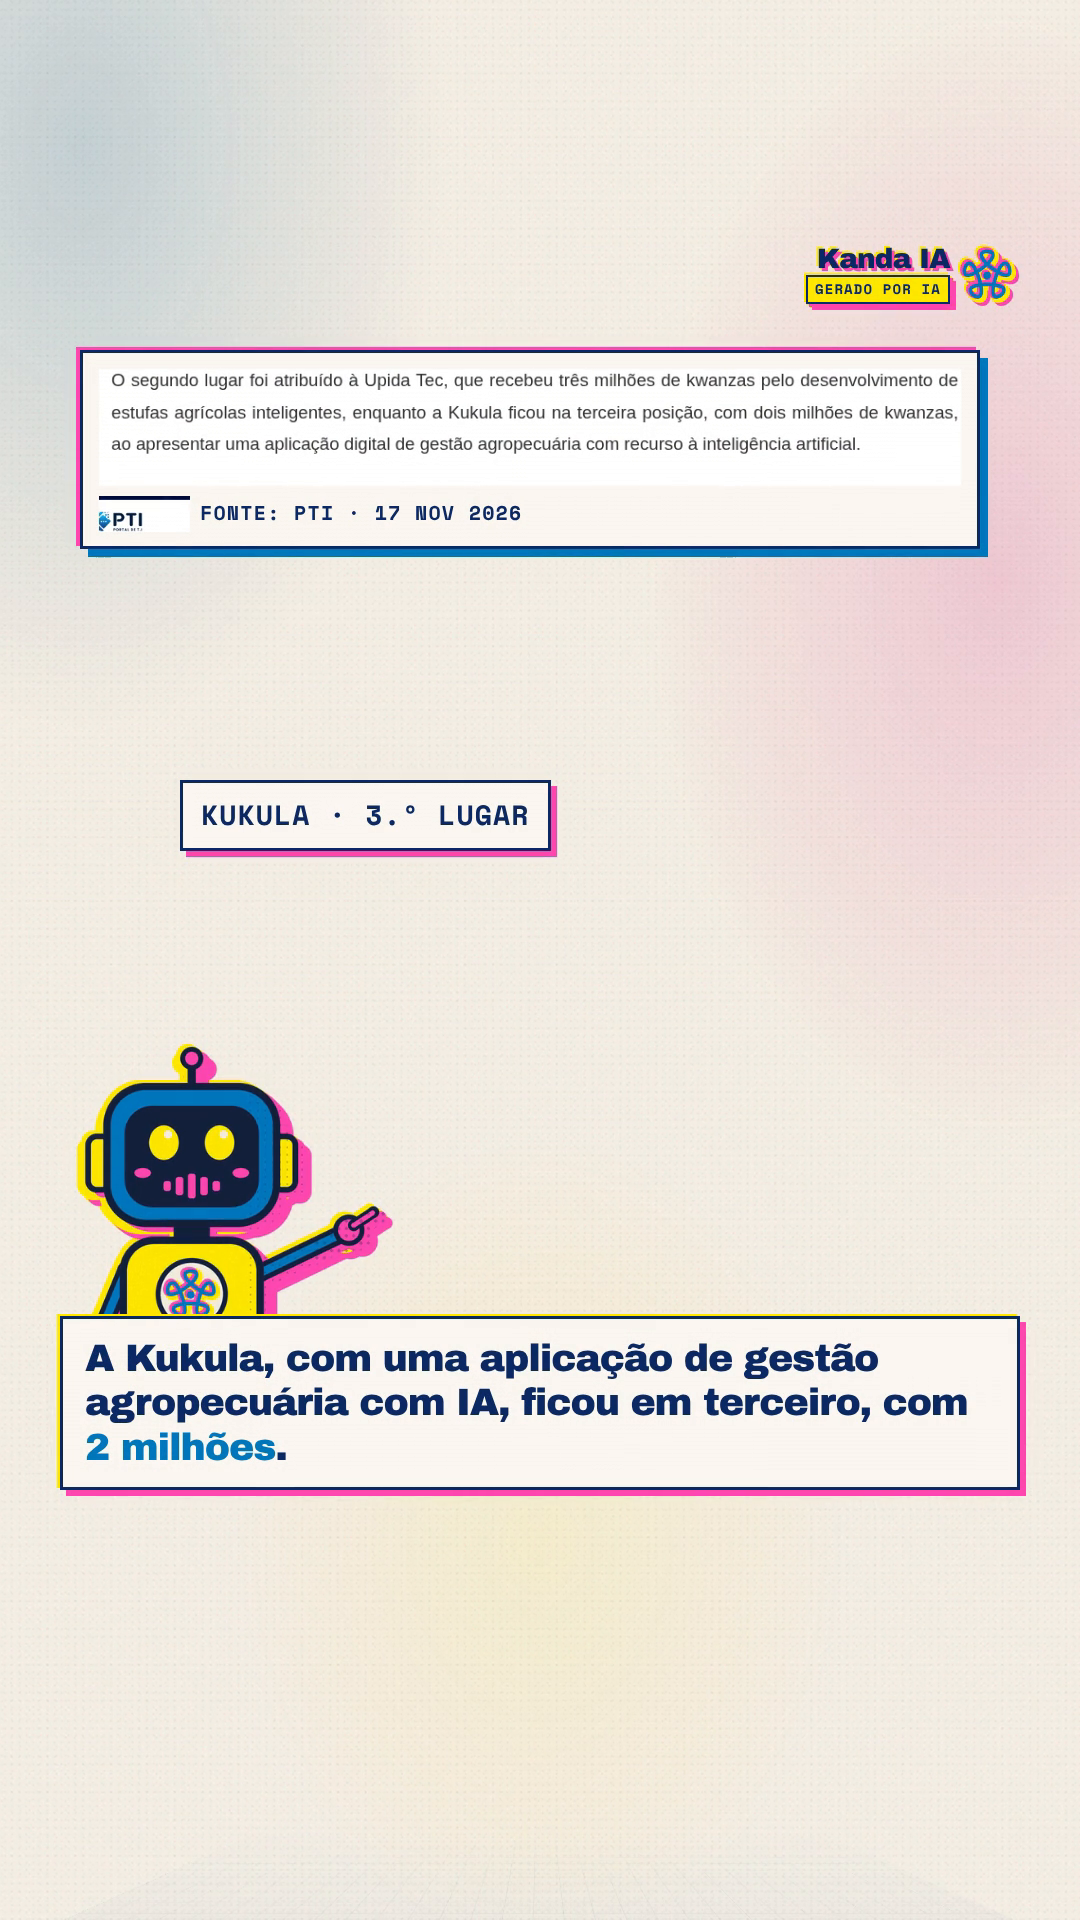 Kanda IA
GERADO POR IA
O segundo lugar foi atribuído à Upida Tec, que recebeu três milhões de kwanzas pelo desenvolvimento de
estufas agrícolas inteligentes, enquanto a Kukula ficou na terceira posição, com dois milhões de kwanzas,
ao apresentar uma aplicação digital de gestão agropecuária com recurso à inteligência artificial.
PTI
FONTE: PTI · 17 NOV 2026
KUKULA · 3.º LUGAR
A Kukula, com uma aplicação de gestão
agropecuária com IA, ficou em terceiro, com
2 milhões.